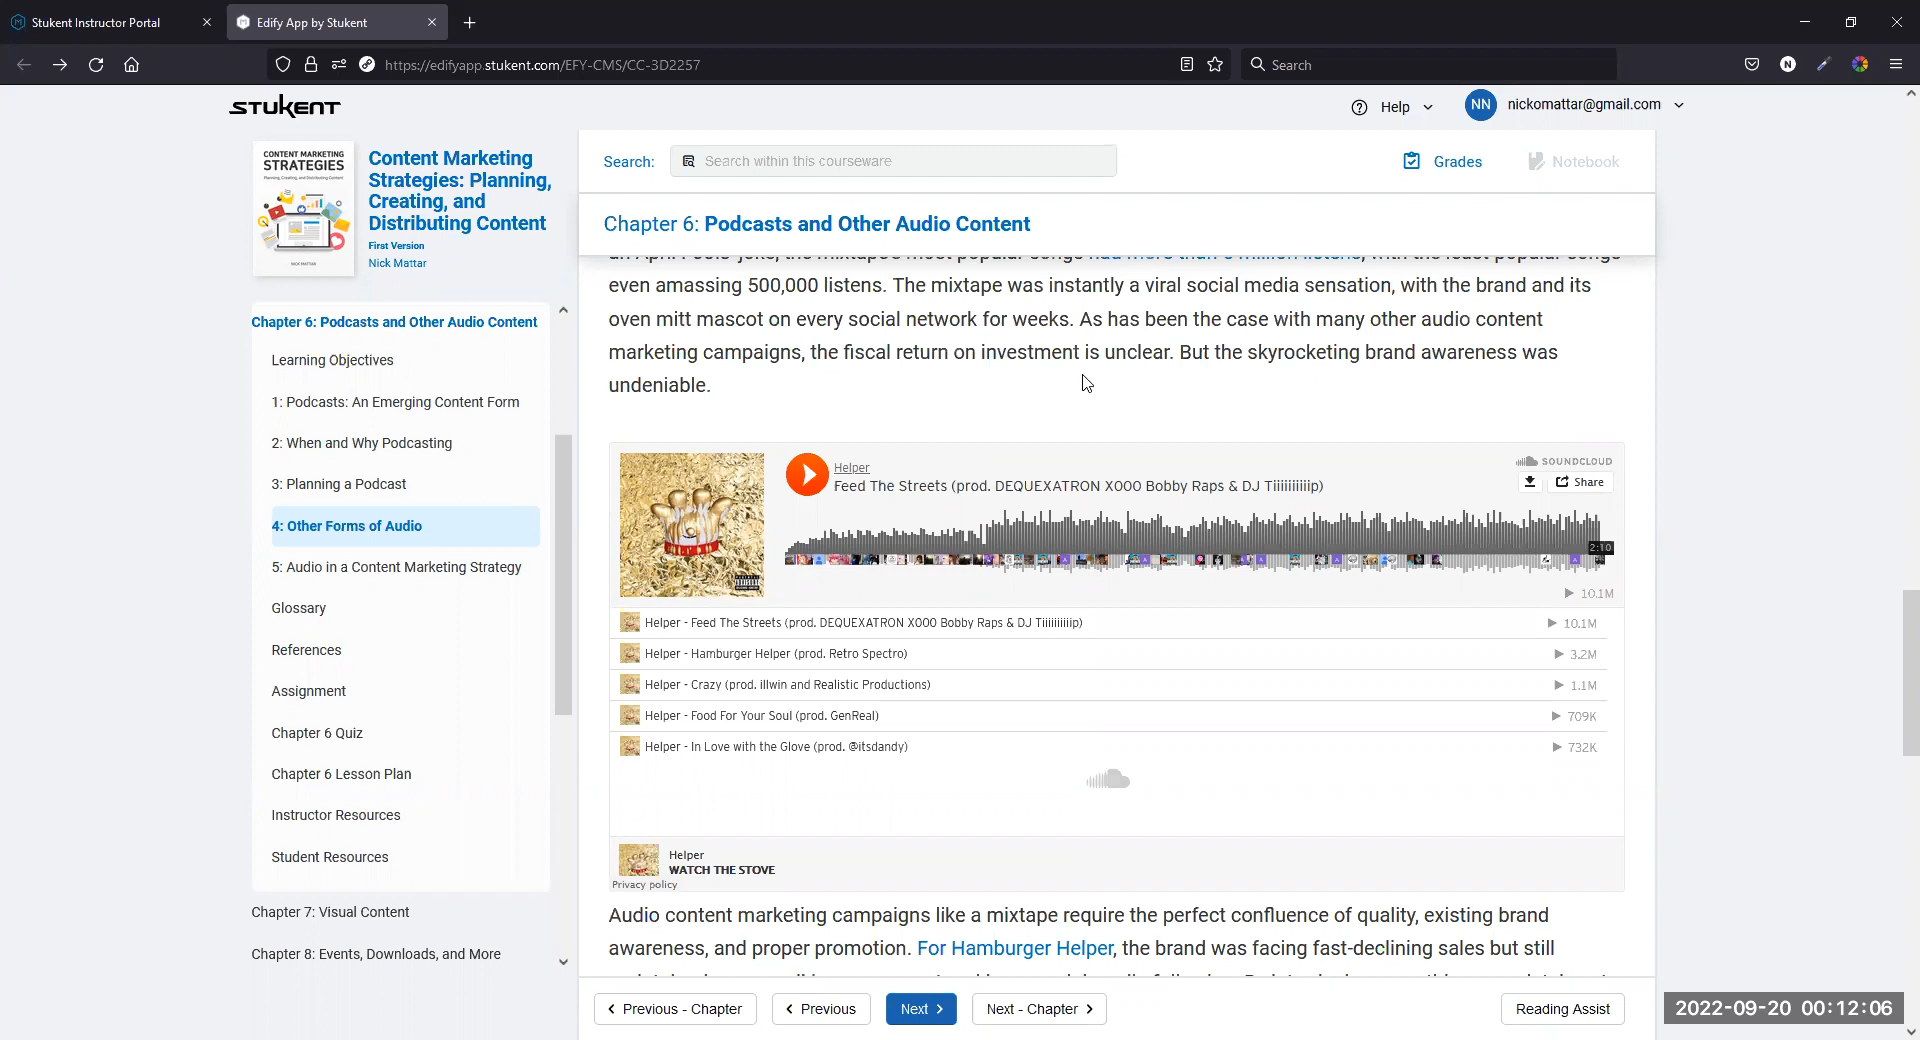 Stukent Instructor Portal
Edify App by Stukent
https://edifyapp.stukent.com/EFY-CMS/CC-3D2257
Search
STUKENT
Help
NN
nickomattar@gmail.com
CONTENT MARKETING
STRATEGIES
Planning, Creating, and Distributing Content
NICK MATTAR
Content Marketing
Strategies: Planning,
Creating, and
Distributing Content
First Version
Nick Mattar
Search:
Search within this courseware
Grades
Notebook
Chapter 6: Podcasts and Other Audio Content
Chapter 6: Podcasts and Other Audio Content
Learning Objectives
1: Podcasts: An Emerging Content Form
2: When and Why Podcasting
3: Planning a Podcast
4: Other Forms of Audio
5: Audio in a Content Marketing Strategy
Glossary
References
Assignment
Chapter 6 Quiz
Chapter 6 Lesson Plan
Instructor Resources
Student Resources
Chapter 7: Visual Content
Chapter 8: Events, Downloads, and More
even amassing 500,000 listens. The mixtape was instantly a viral social media sensation, with the brand and its
oven mitt mascot on every social network for weeks. As has been the case with many other audio content
marketing campaigns, the fiscal return on investment is unclear. But the skyrocketing brand awareness was
undeniable.
Helper
Feed The Streets (prod. DEQUEXATRON X000 Bobby Raps & DJ Tiiiiiiiiiip)
SOUNDCLOUD
Share
2:10
10.1M
Helper - Feed The Streets (prod. DEQUEXATRON X000 Bobby Raps & DJ Tiiiiiiiiiip) 10.1M
Helper - Hamburger Helper (prod. Retro Spectro) 3.2M
Helper - Crazy (prod. illwin and Realistic Productions) 1.1M
Helper - Food For Your Soul (prod. GenReal) 709K
Helper - In Love with the Glove (prod. @itsdandy) 732K
Helper
WATCH THE STOVE
Privacy policy
Audio content marketing campaigns like a mixtape require the perfect confluence of quality, existing brand
awareness, and proper promotion. For Hamburger Helper, the brand was facing fast-declining sales but still
Previous - Chapter
Previous
Next
Next - Chapter
Reading Assist
2022-09-20 00:12:06